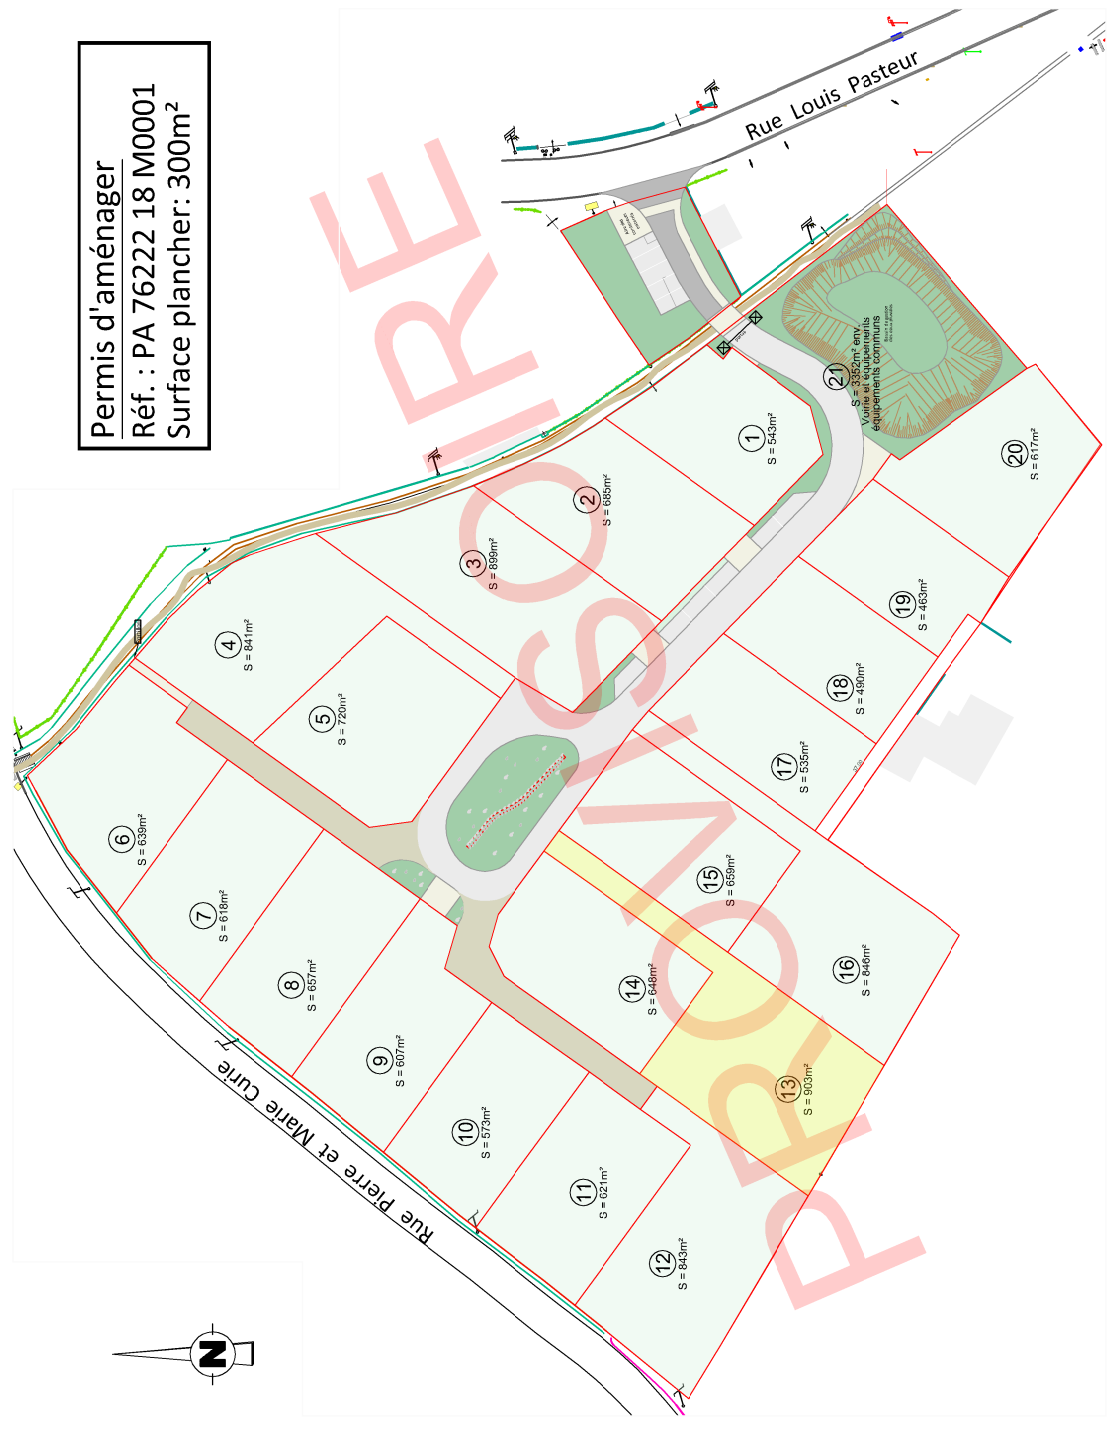 Permis d'aménager
Réf. : PA 76222 18 M0001
Surface plancher: 300m²
Rue Louis Pasteur
Rue Pierre et Marie Curie
PROVISOIRE
1
S = 543m²
2
S = 685m²
3
S = 899m²
4
S = 841m²
5
S = 720m²
6
S = 639m²
7
S = 618m²
8
S = 657m²
9
S = 607m²
10
S = 573m²
11
S = 621m²
12
S = 843m²
13
S = 903m²
14
S = 648m²
15
S = 659m²
16
S = 846m²
17
S = 535m²
18
S = 490m²
19
S = 463m²
20
S = 617m²
21
S = 3352m² env.
Voirie et équipements
équipements communs
N